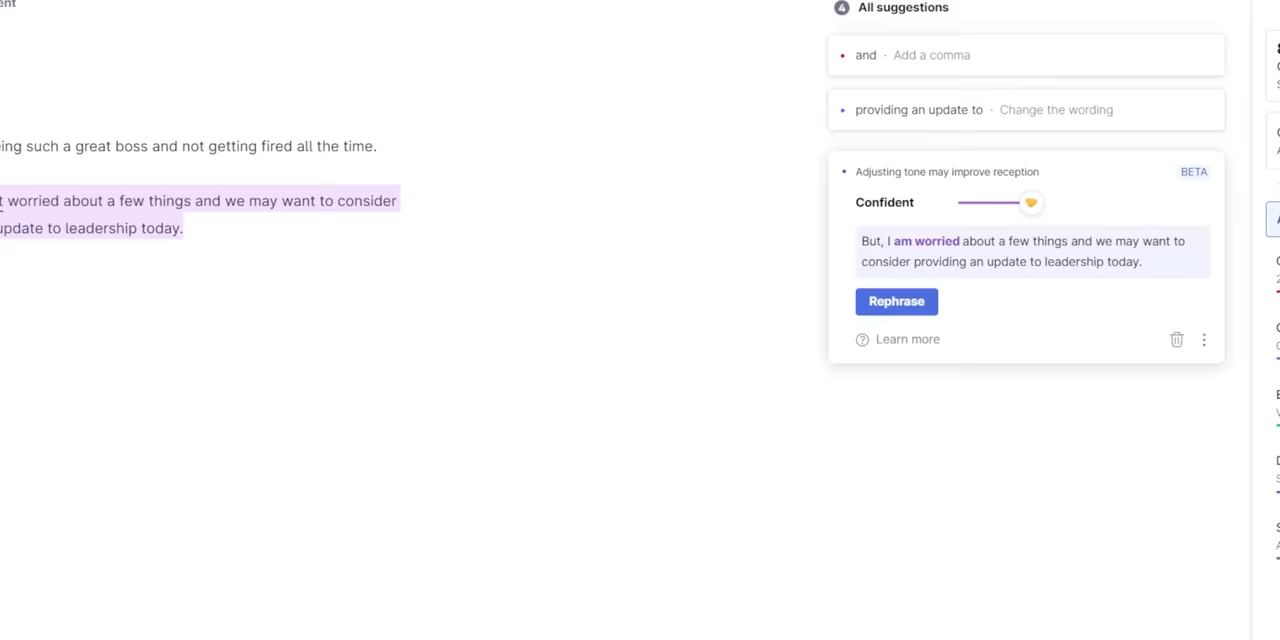 ent
ing such a great boss and not getting fired all the time.
t worried about a few things and we may want to consider
update to leadership today.
4 All suggestions
and · Add a comma
providing an update to · Change the wording
Adjusting tone may improve reception BETA
Confident
But, I am worried about a few things and we may want to
consider providing an update to leadership today.
Rephrase
Learn more